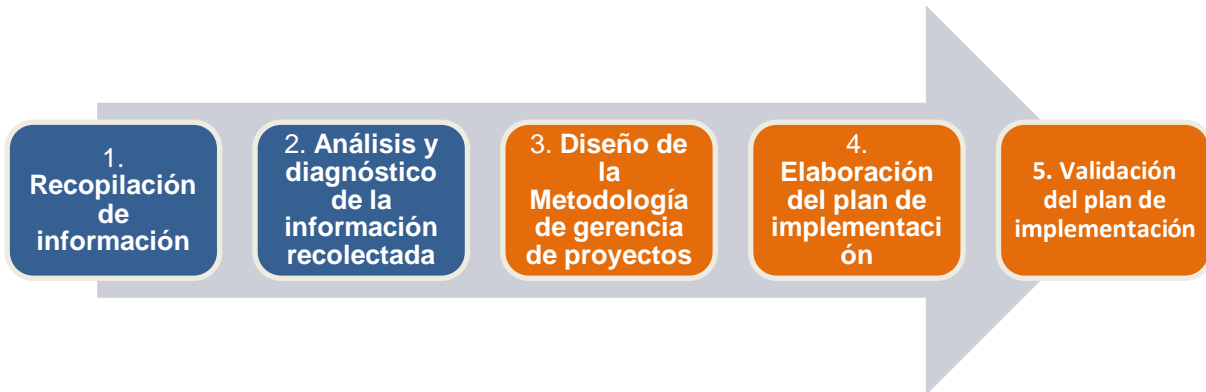 1.
Recopilación
de
información
2. Análisis y
diagnóstico
de la
información
recolectada
3. Diseño de
la
Metodología
de gerencia
de proyectos
4.
Elaboración
del plan de
implementaci
ón
5. Validación
del plan de
implementación